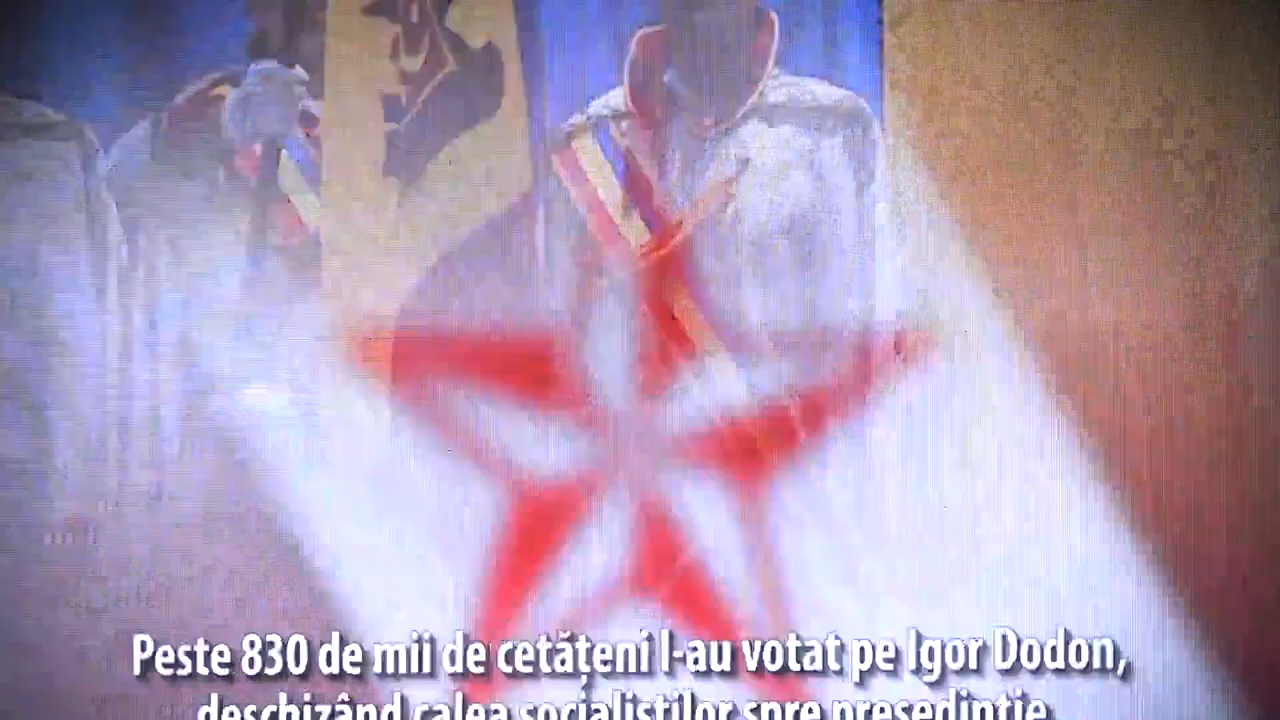 Peste 830 de mii de cetățeni l-au votat pe Igor Dodon,
deschizând calea socialiștilor spre președinție